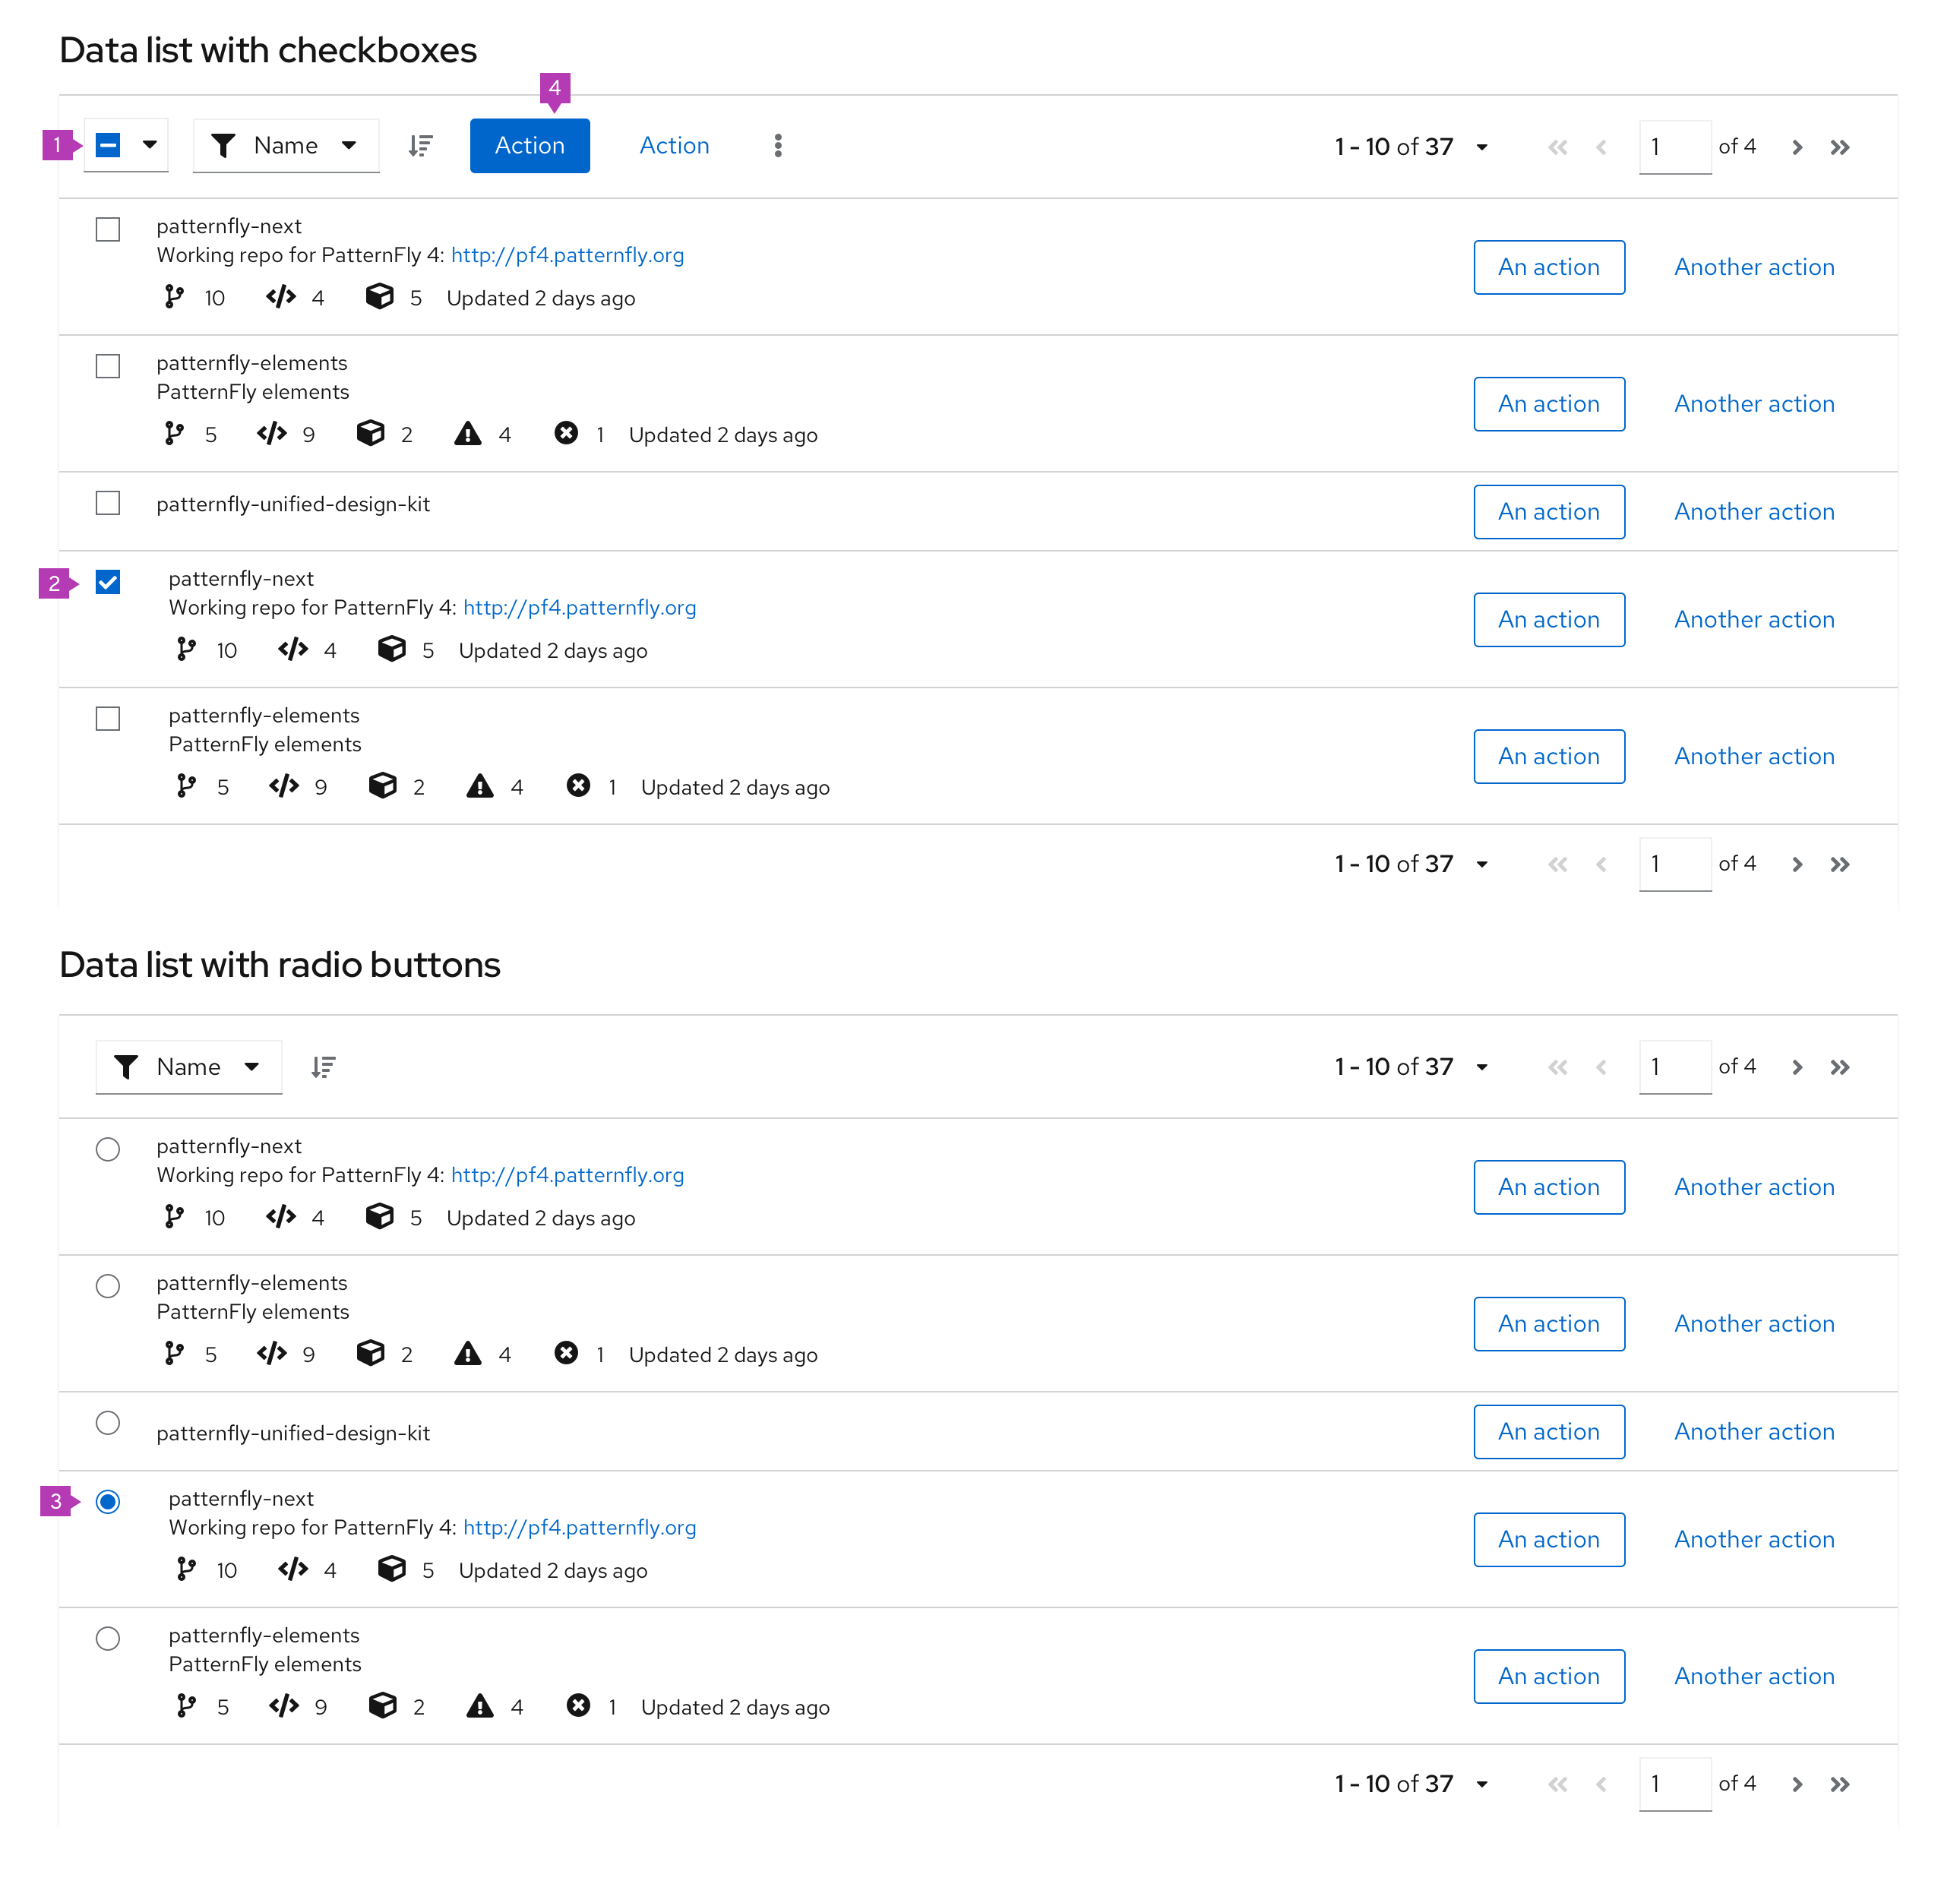 Data list with checkboxes
4
1 Name Action Action 1 - 10 of 37 1 of 4
patternfly-next
Working repo for PatternFly 4: http://pf4.patternfly.org An action Another action
10 4 5 Updated 2 days ago
patternfly-elements
PatternFly elements An action Another action
5 9 2 4 1 Updated 2 days ago
patternfly-unified-design-kit An action Another action
2 patternfly-next
Working repo for PatternFly 4: http://pf4.patternfly.org An action Another action
10 4 5 Updated 2 days ago
patternfly-elements
PatternFly elements An action Another action
5 9 2 4 1 Updated 2 days ago
1 - 10 of 37 1 of 4
Data list with radio buttons
Name 1 - 10 of 37 1 of 4
patternfly-next
Working repo for PatternFly 4: http://pf4.patternfly.org An action Another action
10 4 5 Updated 2 days ago
patternfly-elements
PatternFly elements An action Another action
5 9 2 4 1 Updated 2 days ago
patternfly-unified-design-kit An action Another action
3 patternfly-next
Working repo for PatternFly 4: http://pf4.patternfly.org An action Another action
10 4 5 Updated 2 days ago
patternfly-elements
PatternFly elements An action Another action
5 9 2 4 1 Updated 2 days ago
1 - 10 of 37 1 of 4